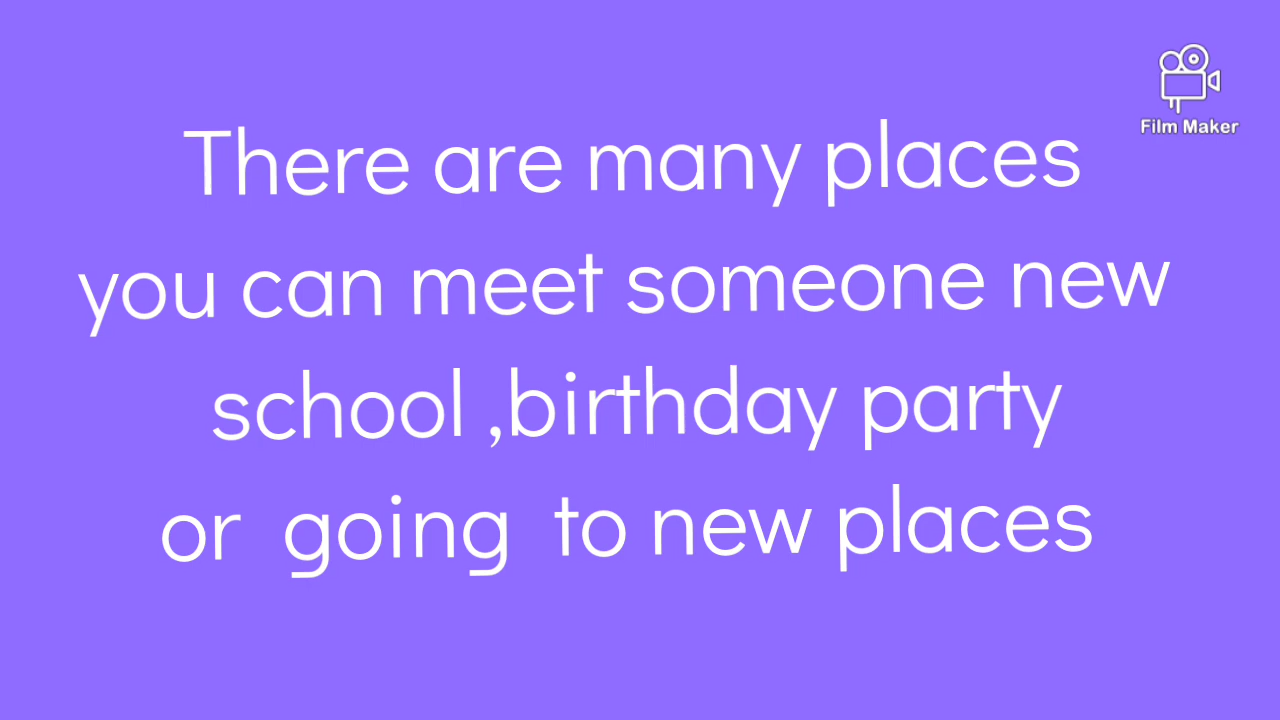 Film Maker
There are many places
you can meet someone new
school ,birthday party
or going to new places